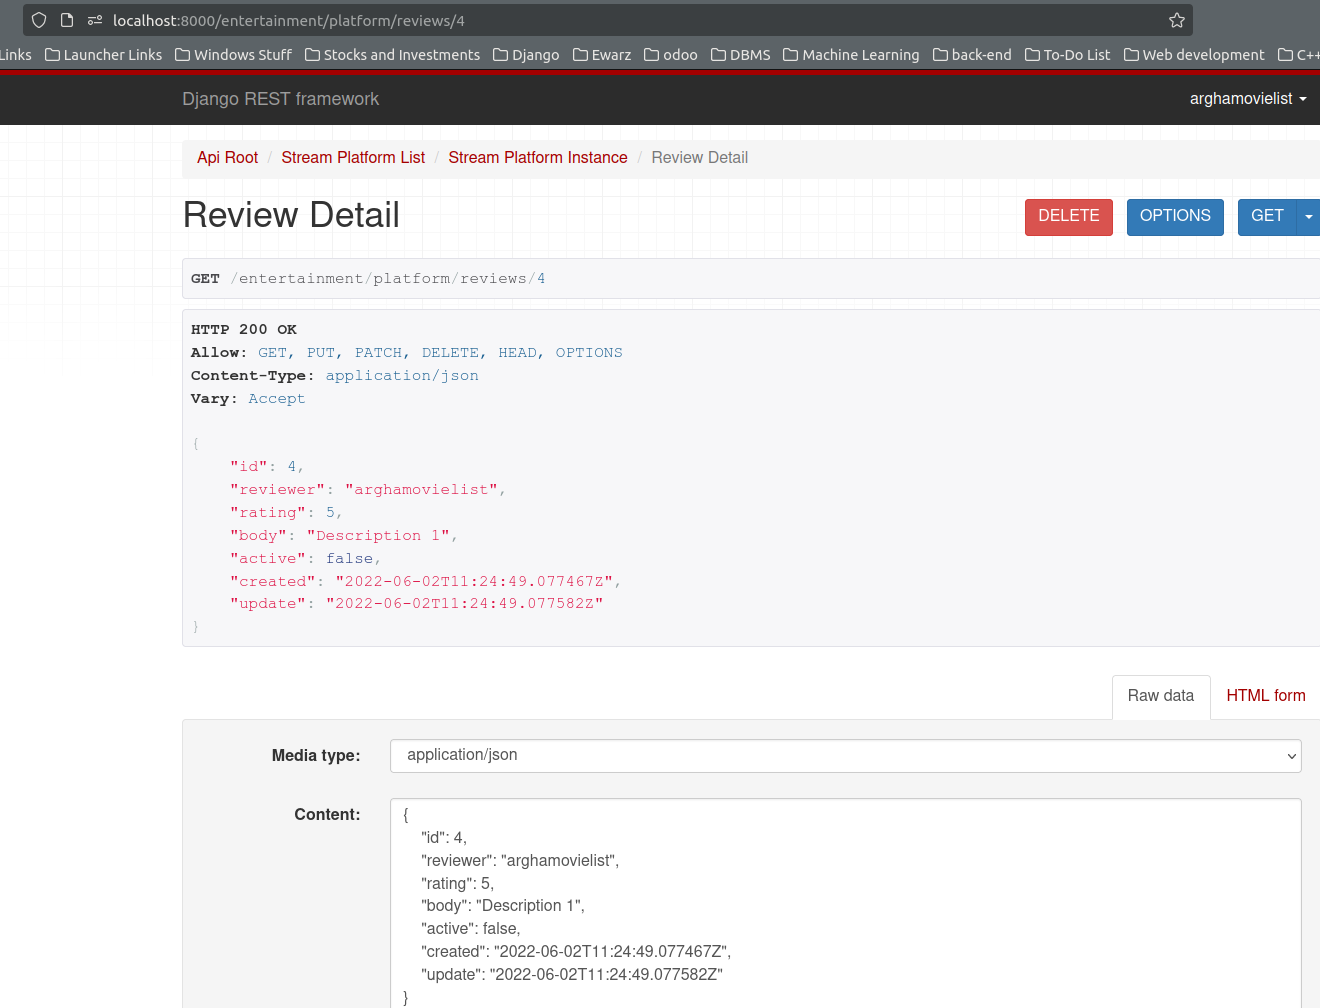 localhost:8000/entertainment/platform/reviews/4
Links Launcher Links Windows Stuff Stocks and Investments Django Ewarz odoo DBMS Machine Learning back-end To-Do List Web development C++
Django REST framework arghamovielist
Api Root / Stream Platform List / Stream Platform Instance / Review Detail
Review Detail DELETE OPTIONS GET
GET /entertainment/platform/reviews/4
HTTP 200 OK
Allow: GET, PUT, PATCH, DELETE, HEAD, OPTIONS
Content-Type: application/json
Vary: Accept
{
"id": 4,
"reviewer": "arghamovielist",
"rating": 5,
"body": "Description 1",
"active": false,
"created": "2022-06-02T11:24:49.077467Z",
"update": "2022-06-02T11:24:49.077582Z"
}
Raw data HTML form
Media type: application/json
Content: {
"id": 4,
"reviewer": "arghamovielist",
"rating": 5,
"body": "Description 1",
"active": false,
"created": "2022-06-02T11:24:49.077467Z",
"update": "2022-06-02T11:24:49.077582Z"
}